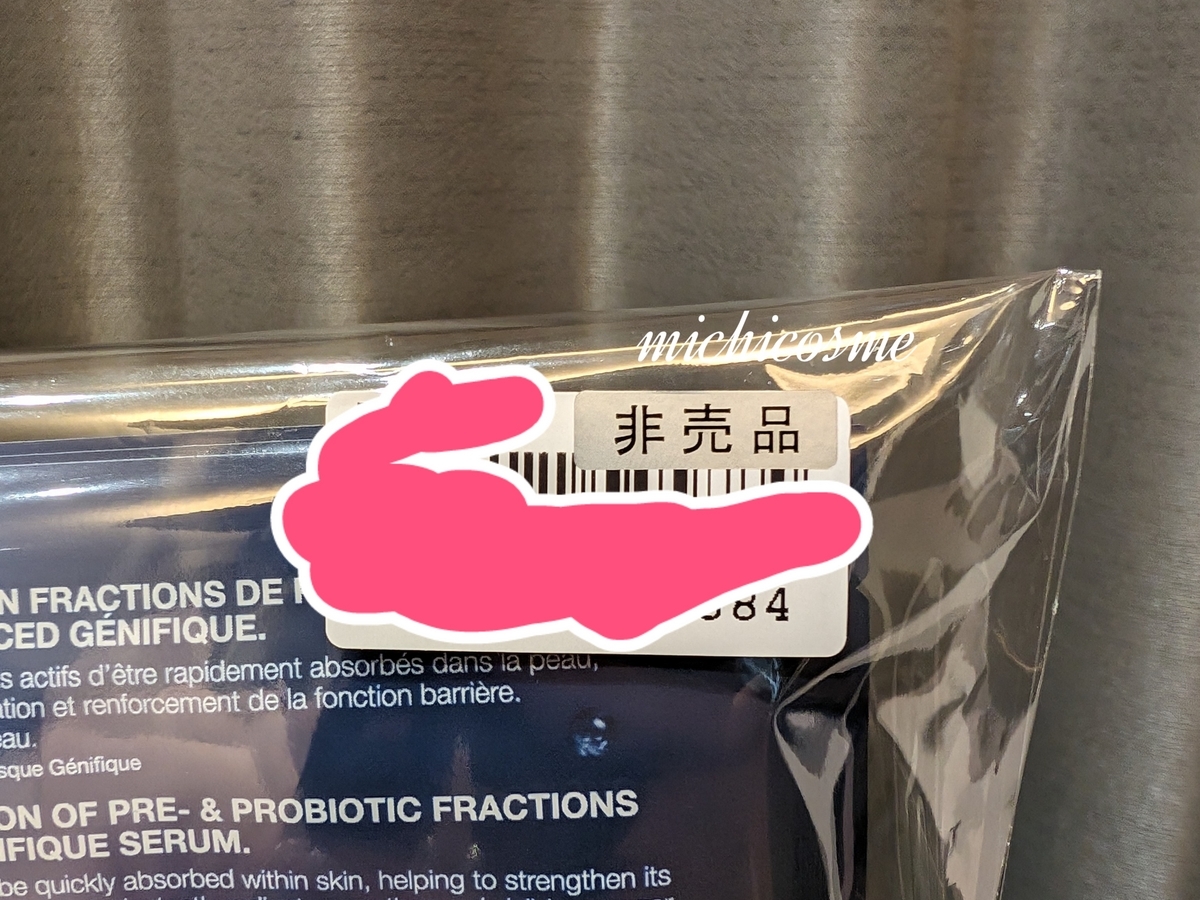 michicosme
非売品
84
N FRACTIONS DE
CED GÉNIFIQUE.
s actifs d'être rapidement absorbés dans la peau,
tion et renforcement de la fonction barrière.
eau.
sque Génifique
ON OF PRE- & PROBIOTIC FRACTIONS
IFIQUE SERUM.
be quickly absorbed within skin, helping to strengthen its